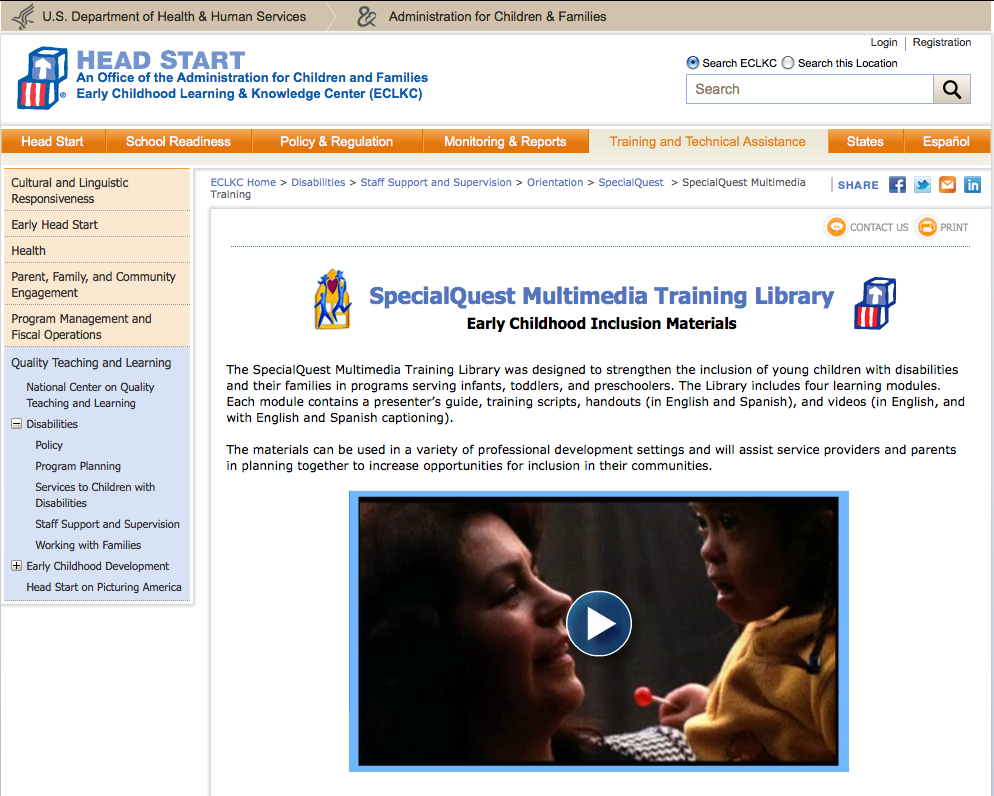 U.S. Department of Health & Human Services
Administration for Children & Families
Login
Registration
HEAD START
An Office of the Administration for Children and Families
Early Childhood Learning & Knowledge Center (ECLKC)
Search ECLKC
Search this Location
Search
Head Start
School Readiness
Policy & Regulation
Monitoring & Reports
Training and Technical Assistance
States
Español
Cultural and Linguistic
Responsiveness
Early Head Start
Health
Parent, Family, and Community
Engagement
Program Management and
Fiscal Operations
Quality Teaching and Learning
National Center on Quality
Teaching and Learning
Disabilities
Policy
Program Planning
Services to Children with
Disabilities
Staff Support and Supervision
Working with Families
Early Childhood Development
Head Start on Picturing America
ECLKC Home > Disabilities > Staff Support and Supervision > Orientation > SpecialQuest > SpecialQuest Multimedia
Training
SHARE
CONTACT US
PRINT
SpecialQuest Multimedia Training Library
Early Childhood Inclusion Materials
The SpecialQuest Multimedia Training Library was designed to strengthen the inclusion of young children with disabilities
and their families in programs serving infants, toddlers, and preschoolers. The Library includes four learning modules.
Each module contains a presenter's guide, training scripts, handouts (in English and Spanish), and videos (in English, and
with English and Spanish captioning).
The materials can be used in a variety of professional development settings and will assist service providers and parents
in planning together to increase opportunities for inclusion in their communities.